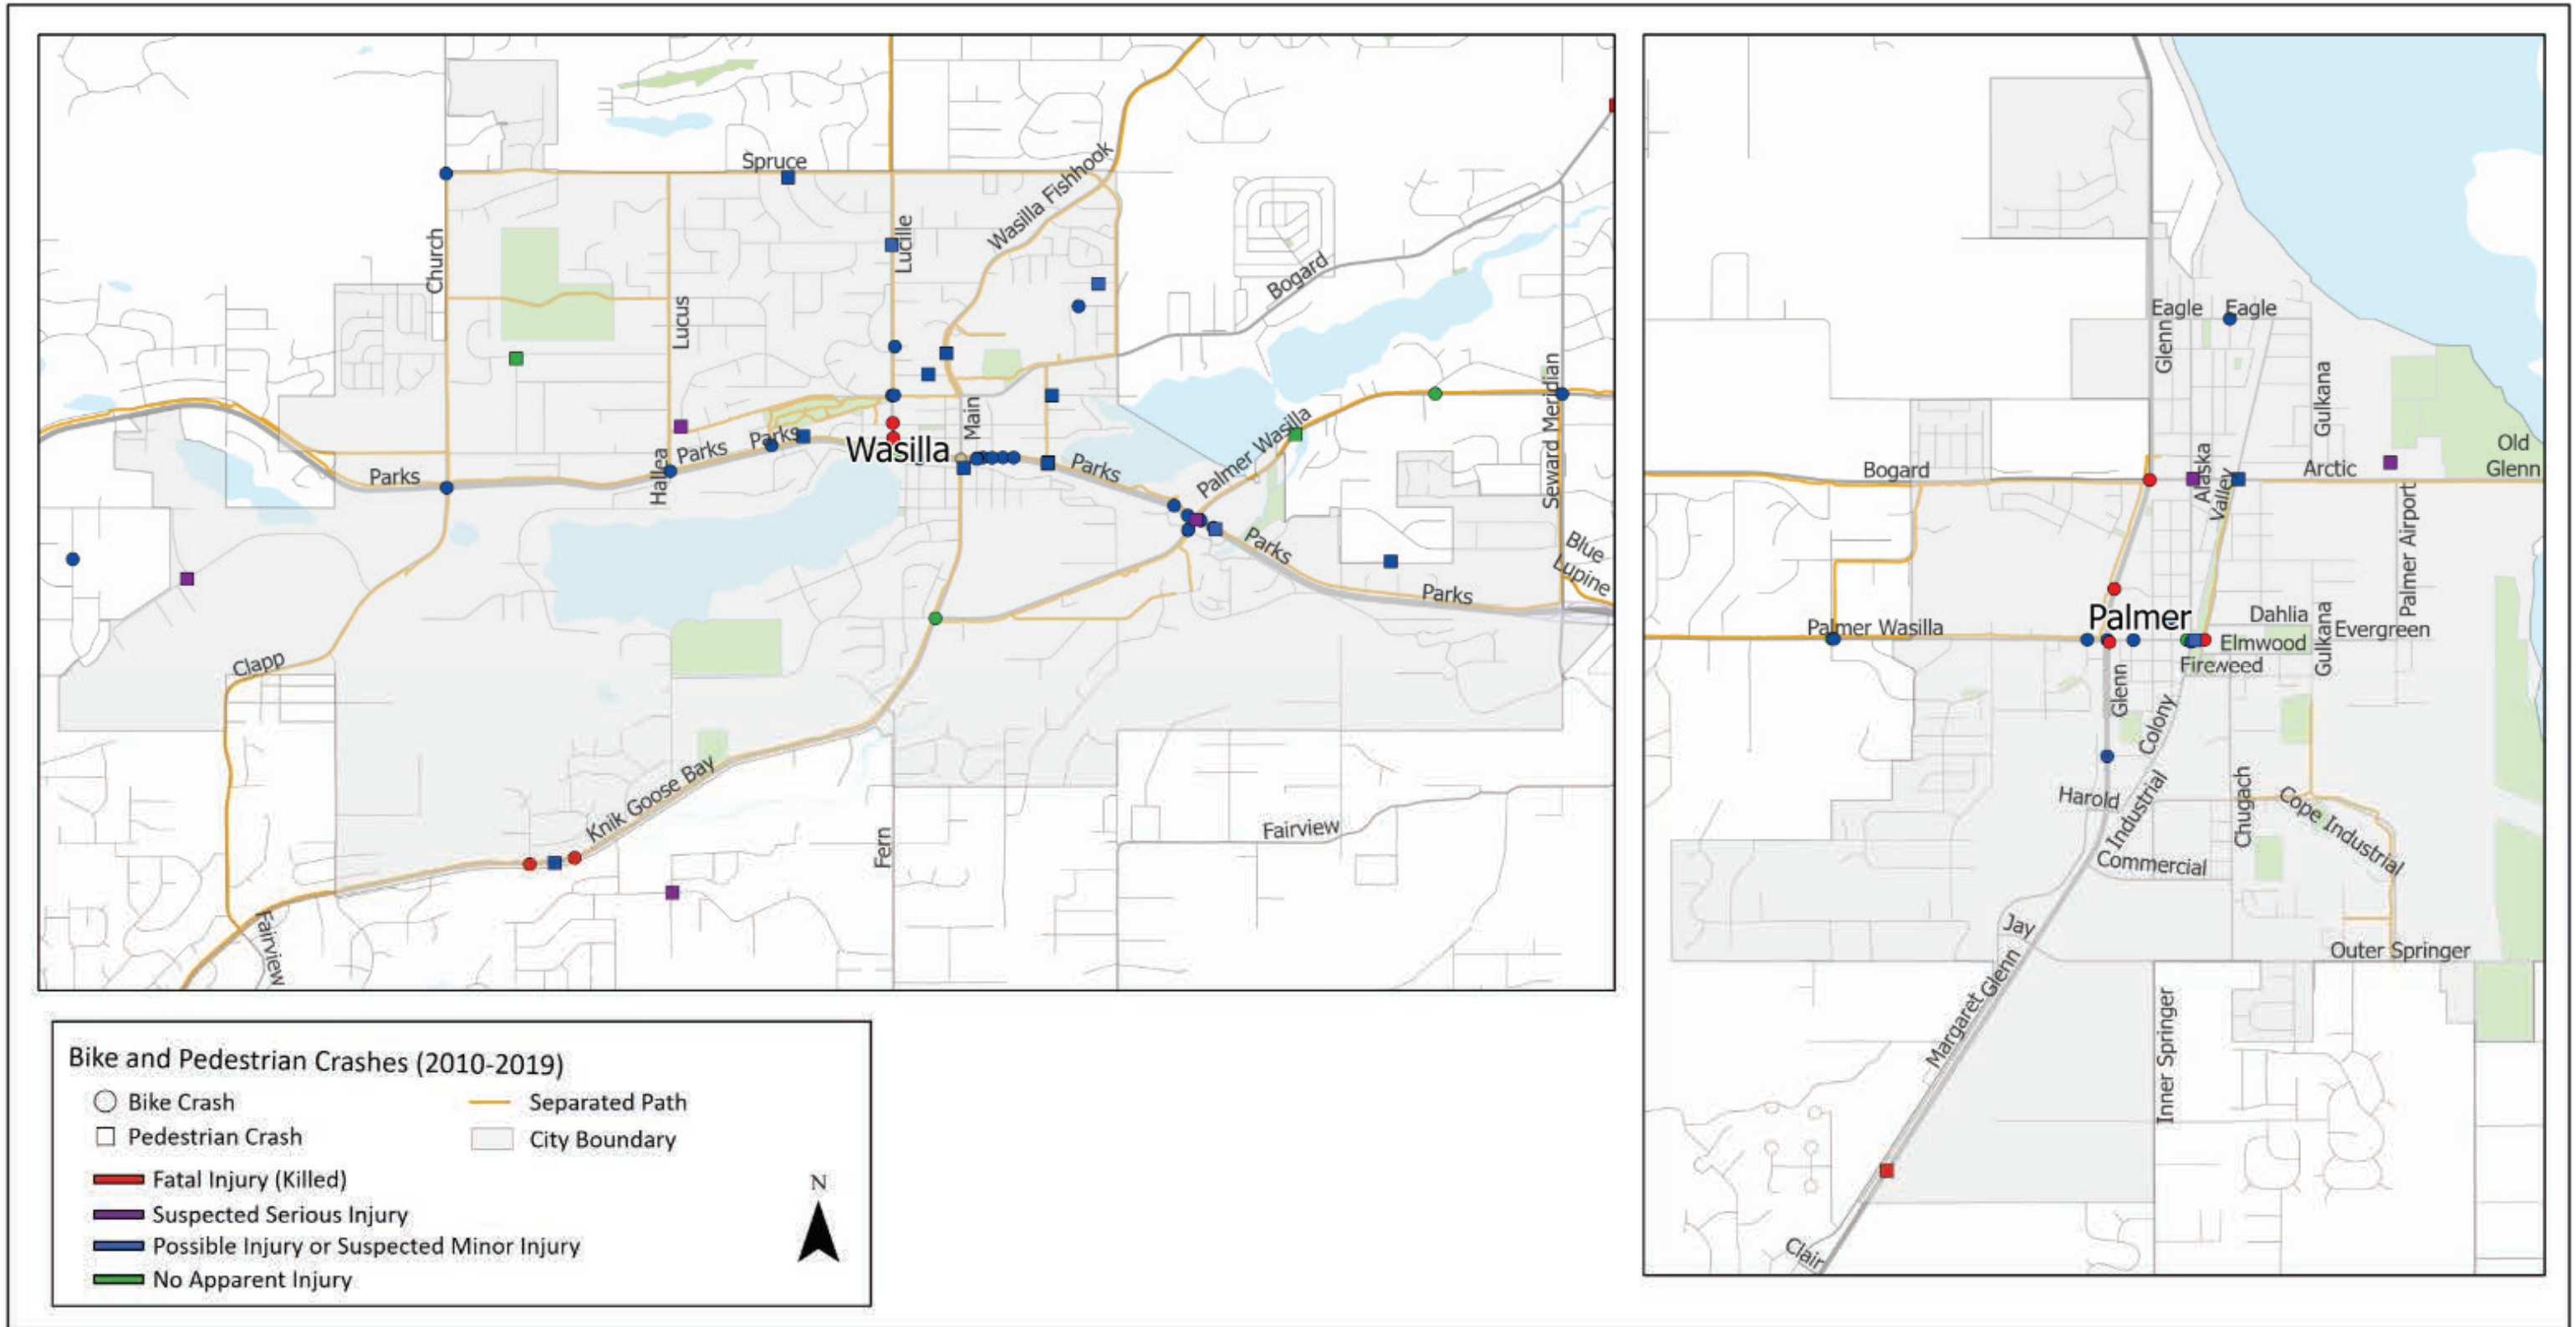 Spruce
Wasilla Fishhook
Church
Lucille
Lucus
Bogard
Main
Seward Meridian
Palmer Wasilla
Wasilla
Parks
Parks
Parks
Hallea
Parks
Parks
Parks
Blue
Lupine
Clapp
Knik Goose Bay
Fern
Fairview
Fairview
Eagle
Eagle
Glenn
Gulkana
Bogard
Alaska
Valley
Arctic
Old
Glenn
Palmer Airport
Palmer
Palmer Wasilla
Dahlia
Evergreen
Elmwood
Gulkana
Fireweed
Glenn
Colony
Harold
Industrial
Chugach
Cope Industrial
Commercial
Jay
Outer Springer
Margaret
Glenn
Inner Springer
Clair
Bike and Pedestrian Crashes (2010-2019)
Bike Crash
Separated Path
Pedestrian Crash
City Boundary
Fatal Injury (Killed)
N
Suspected Serious Injury
Possible Injury or Suspected Minor Injury
No Apparent Injury